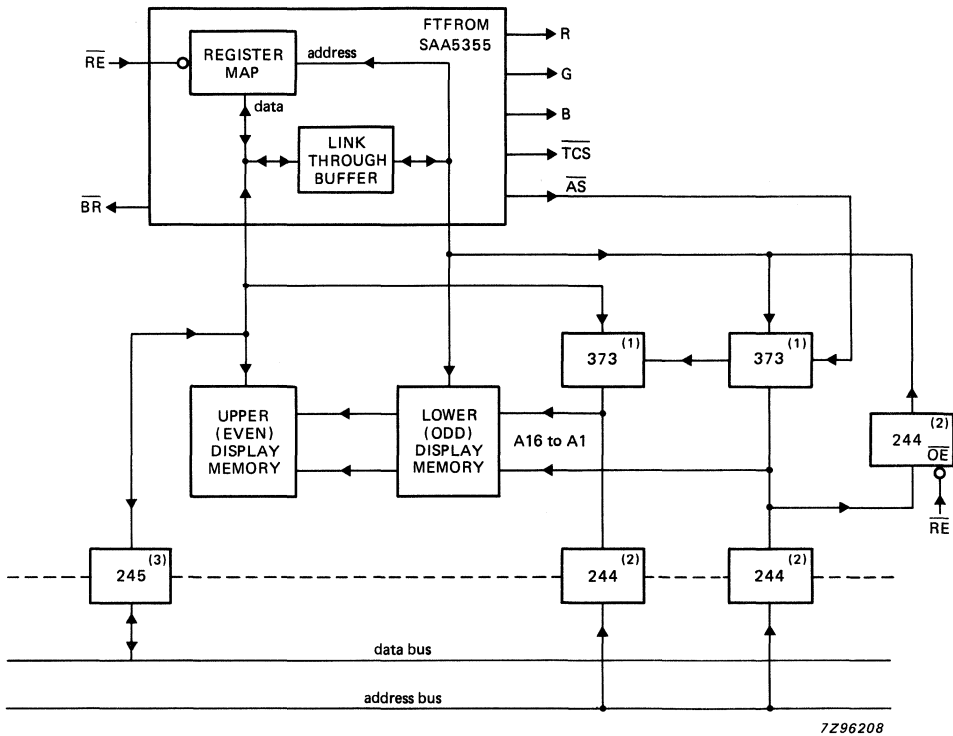 FTFROM
SAA5355
RE
REGISTER
MAP
address
data
LINK
THROUGH
BUFFER
R
G
B
TCS
AS
BR
373 (1)
373 (1)
UPPER
(EVEN)
DISPLAY
MEMORY
LOWER
(ODD)
DISPLAY
MEMORY
A16 to A1
244 (2)
OE
RE
245 (3)
244 (2)
244 (2)
data bus
address bus
7Z96208